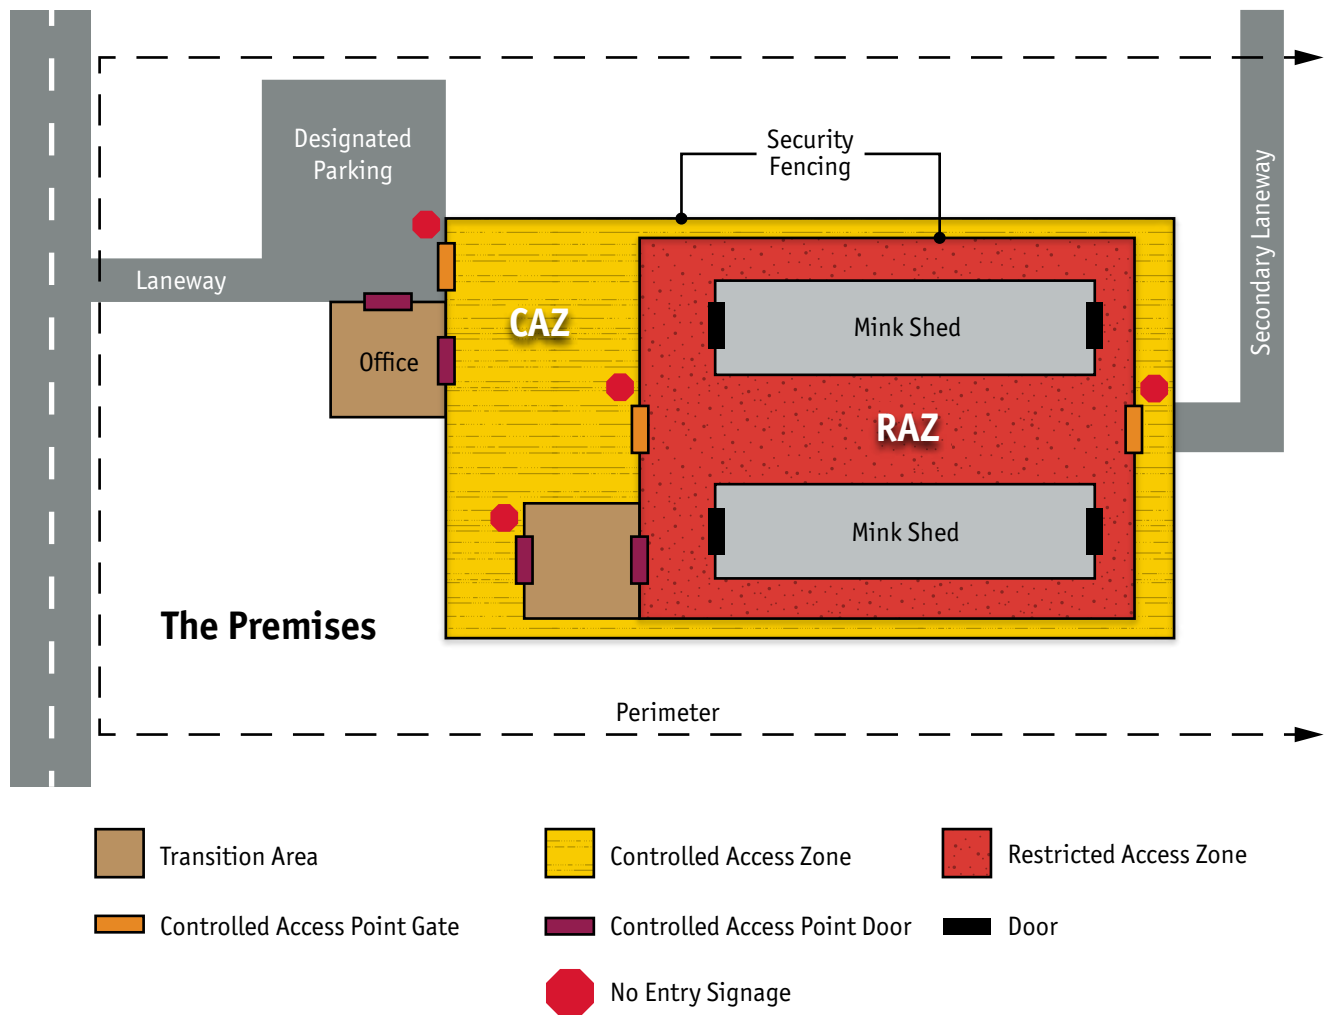 Designated
Parking
Security
Fencing
Secondary Laneway
Laneway
CAZ
Mink Shed
Office
RAZ
Mink Shed
The Premises
Perimeter
Transition Area
Controlled Access Zone
Restricted Access Zone
Controlled Access Point Gate
Controlled Access Point Door
Door
No Entry Signage